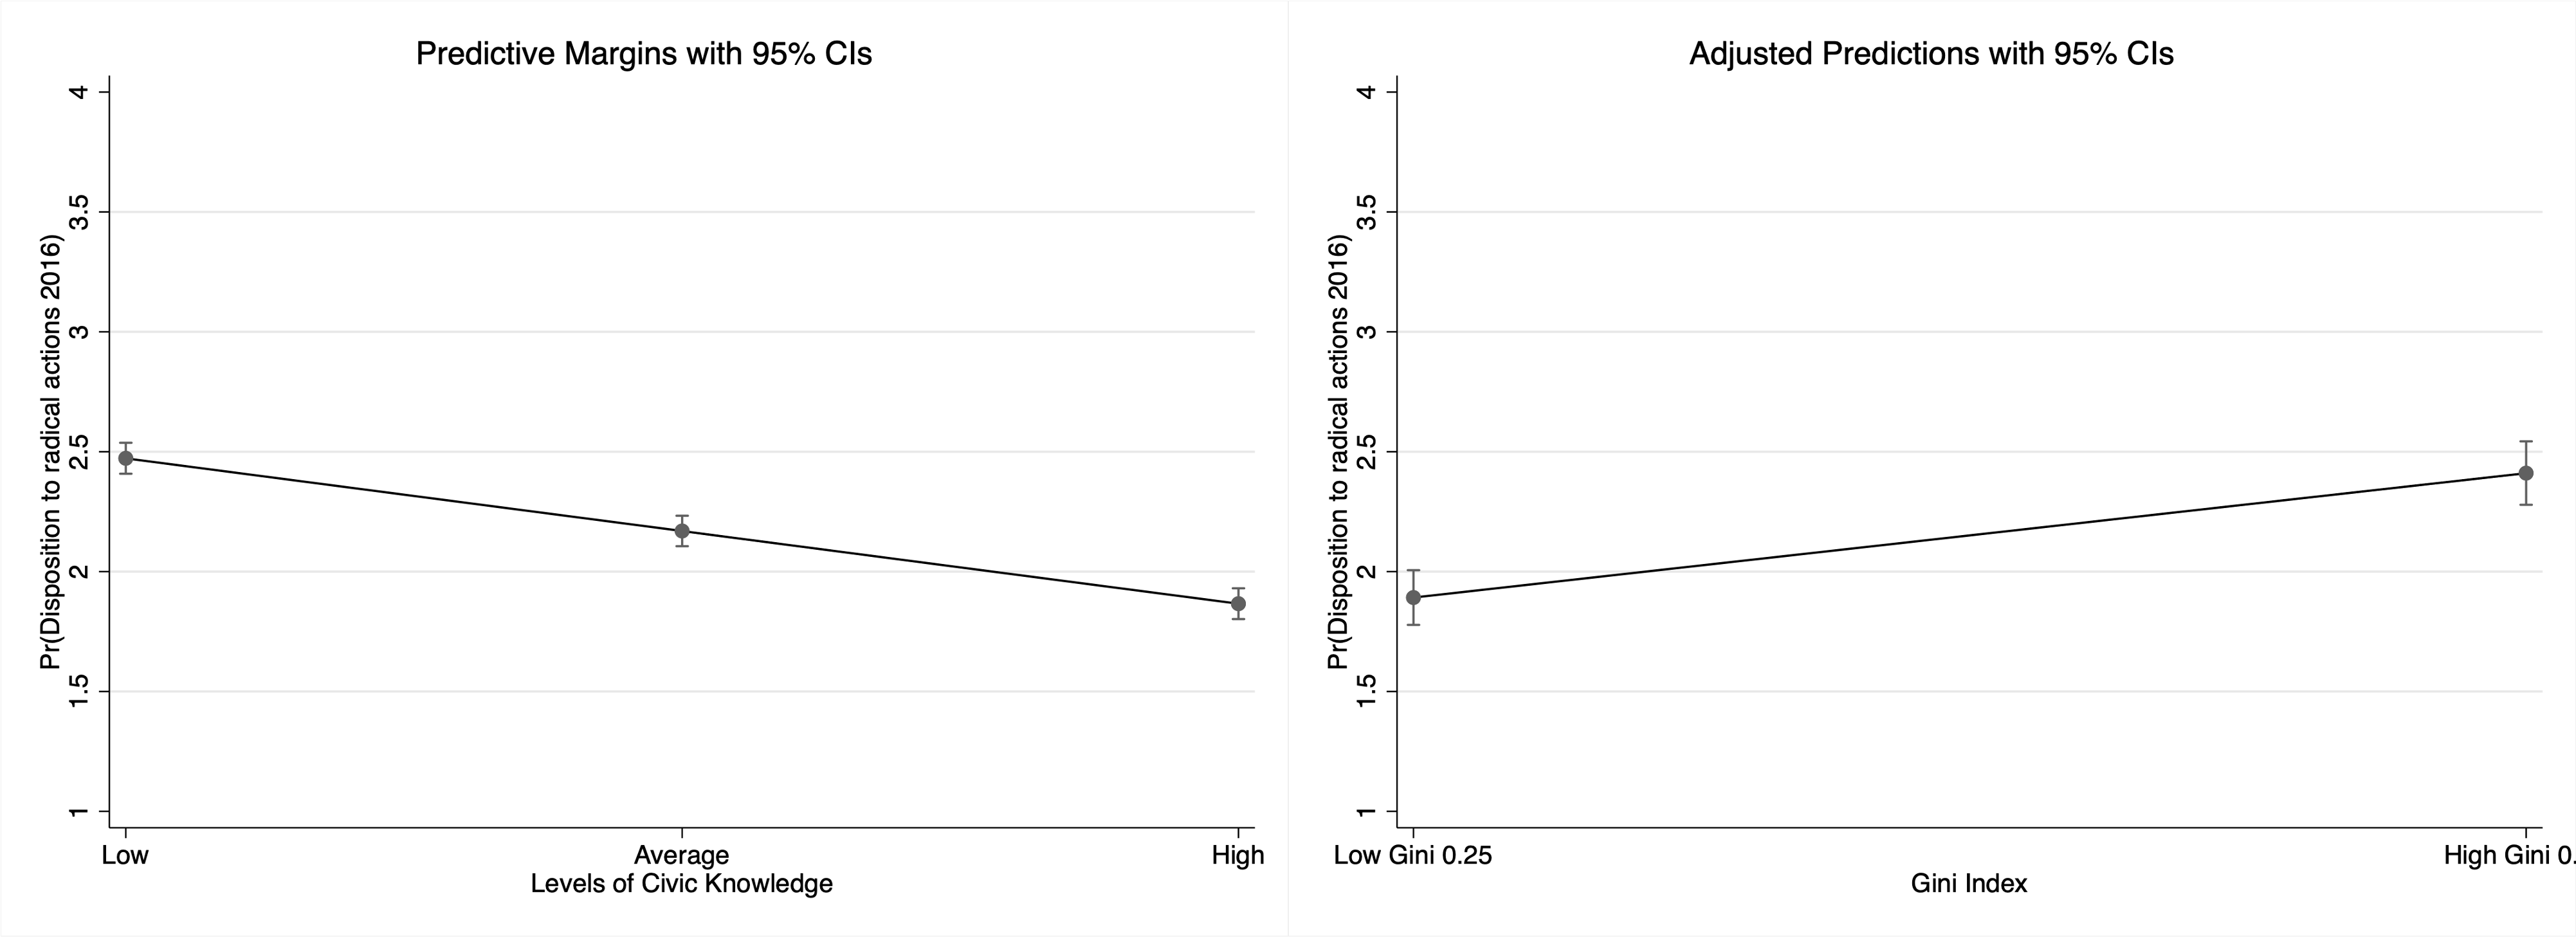 Predictive Margins with 95% CIs
Pr(Disposition to radical actions 2016)
4
3.5
3
2.5
2
1.5
1
Low Average High
Levels of Civic Knowledge
Adjusted Predictions with 95% CIs
Pr(Disposition to radical actions 2016)
4
3.5
3
2.5
2
1.5
1
Low Gini 0.25 High Gini 0.
Gini Index